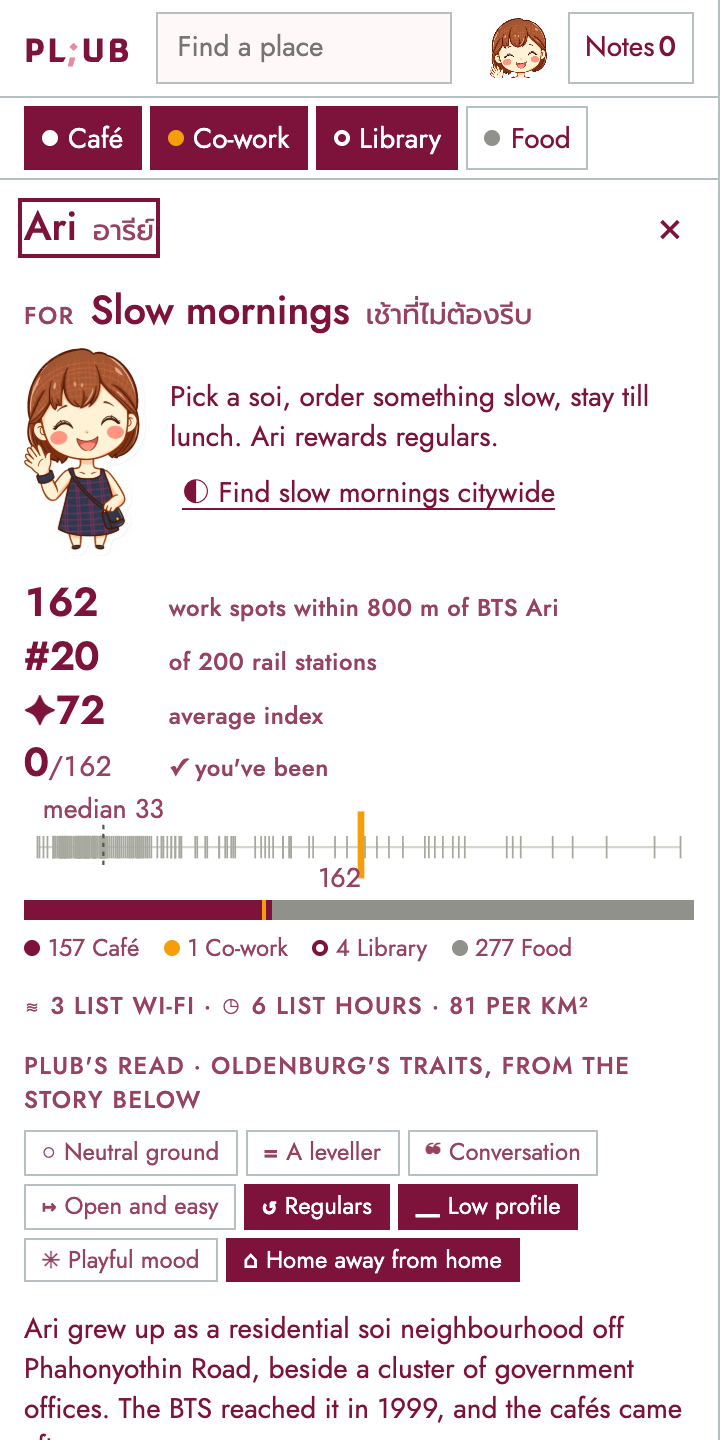 PL;UB
Find a place
Notes 0
Café
Co-work
Library
Food
Ari อารีย์
×
FOR Slow mornings เช้าที่ไม่ต้องรีบ
Pick a soi, order something slow, stay till
lunch. Ari rewards regulars.
◐ Find slow mornings citywide
162 work spots within 800 m of BTS Ari
#20 of 200 rail stations
✦72 average index
0/162 ✓ you've been
median 33
162
157 Café 1 Co-work 4 Library 277 Food
≋ 3 LIST WI-FI · ◷ 6 LIST HOURS · 81 PER KM²
PLUB'S READ · OLDENBURG'S TRAITS, FROM THE
STORY BELOW
○ Neutral ground = A leveller ❝ Conversation
↦ Open and easy ↺ Regulars ▁ Low profile
✳ Playful mood ⌂ Home away from home
Ari grew up as a residential soi neighbourhood off
Phahonyothin Road, beside a cluster of government
offices. The BTS reached it in 1999, and the cafés came